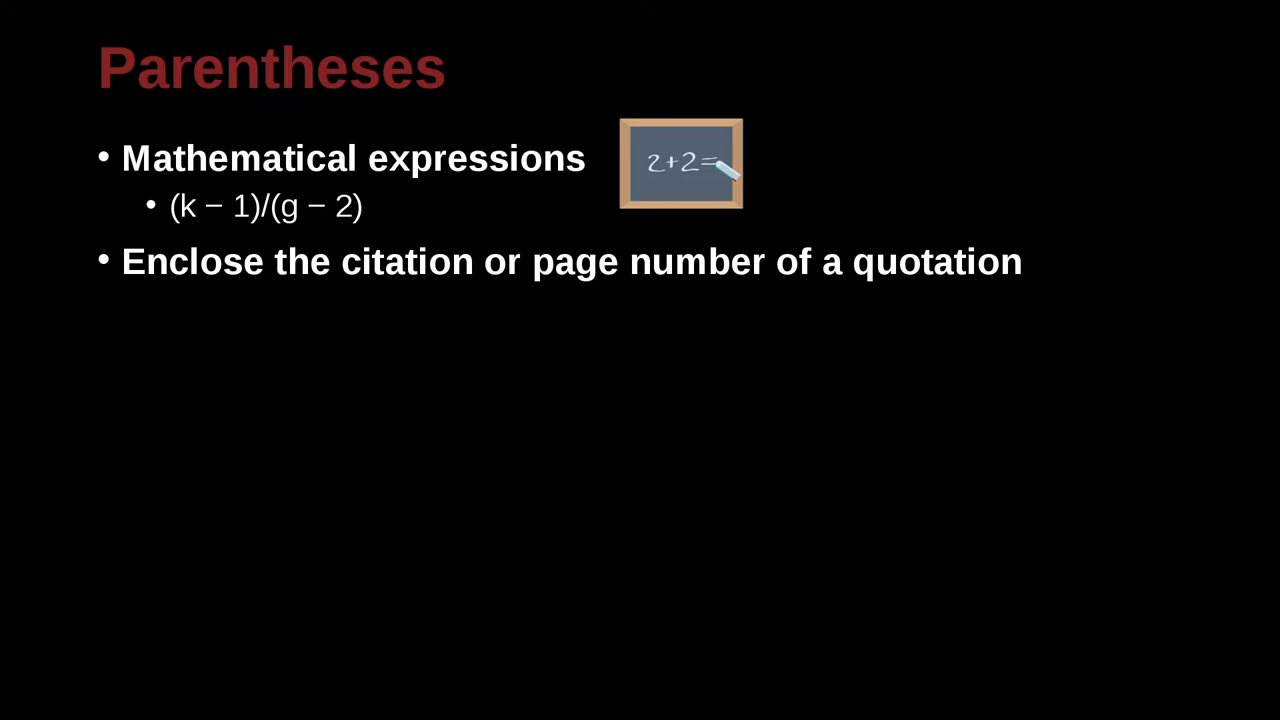 Parentheses
• Mathematical expressions
2+2=
• (k − 1)/(g − 2)
• Enclose the citation or page number of a quotation